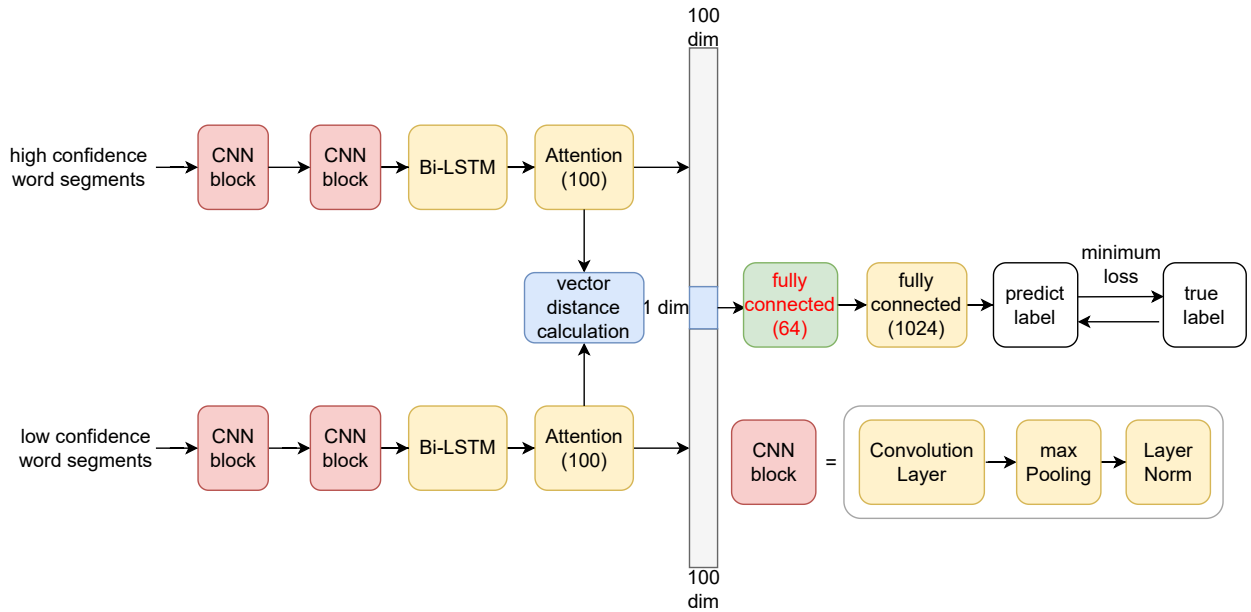 100
dim
high confidence
word segments
CNN
block
CNN
block
Bi-LSTM
Attention
(100)
vector
distance
calculation
1 dim
fully
connected
(64)
fully
connected
(1024)
predict
label
minimum
loss
true
label
low confidence
word segments
CNN
block
CNN
block
Bi-LSTM
Attention
(100)
CNN
block
=
Convolution
Layer
max
Pooling
Layer
Norm
100
dim